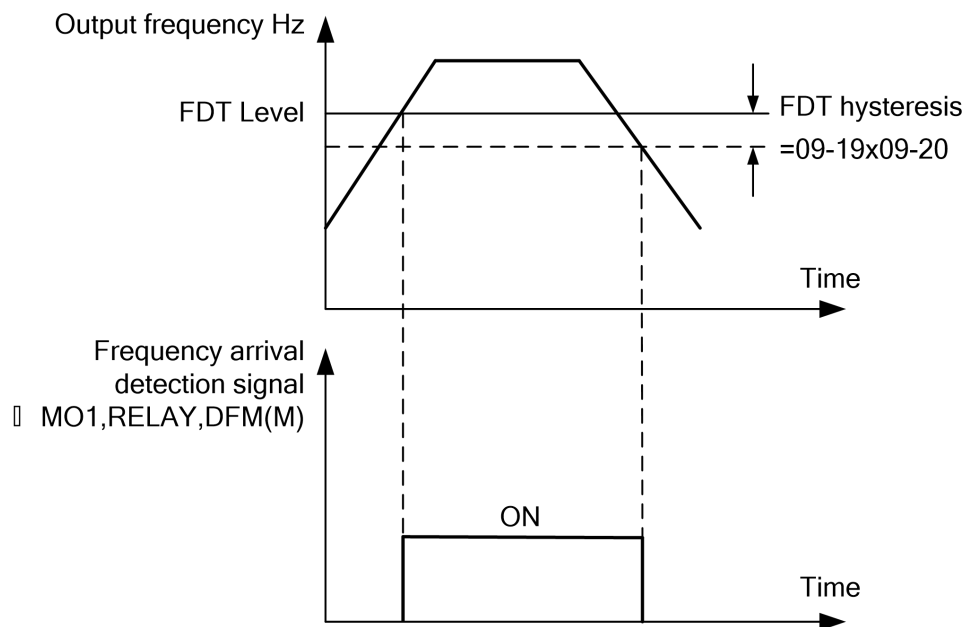 Output frequency Hz
FDT Level
FDT hysteresis
=09-19x09-20
Time
Frequency arrival
detection signal
MO1,RELAY,DFM(M)
ON
Time